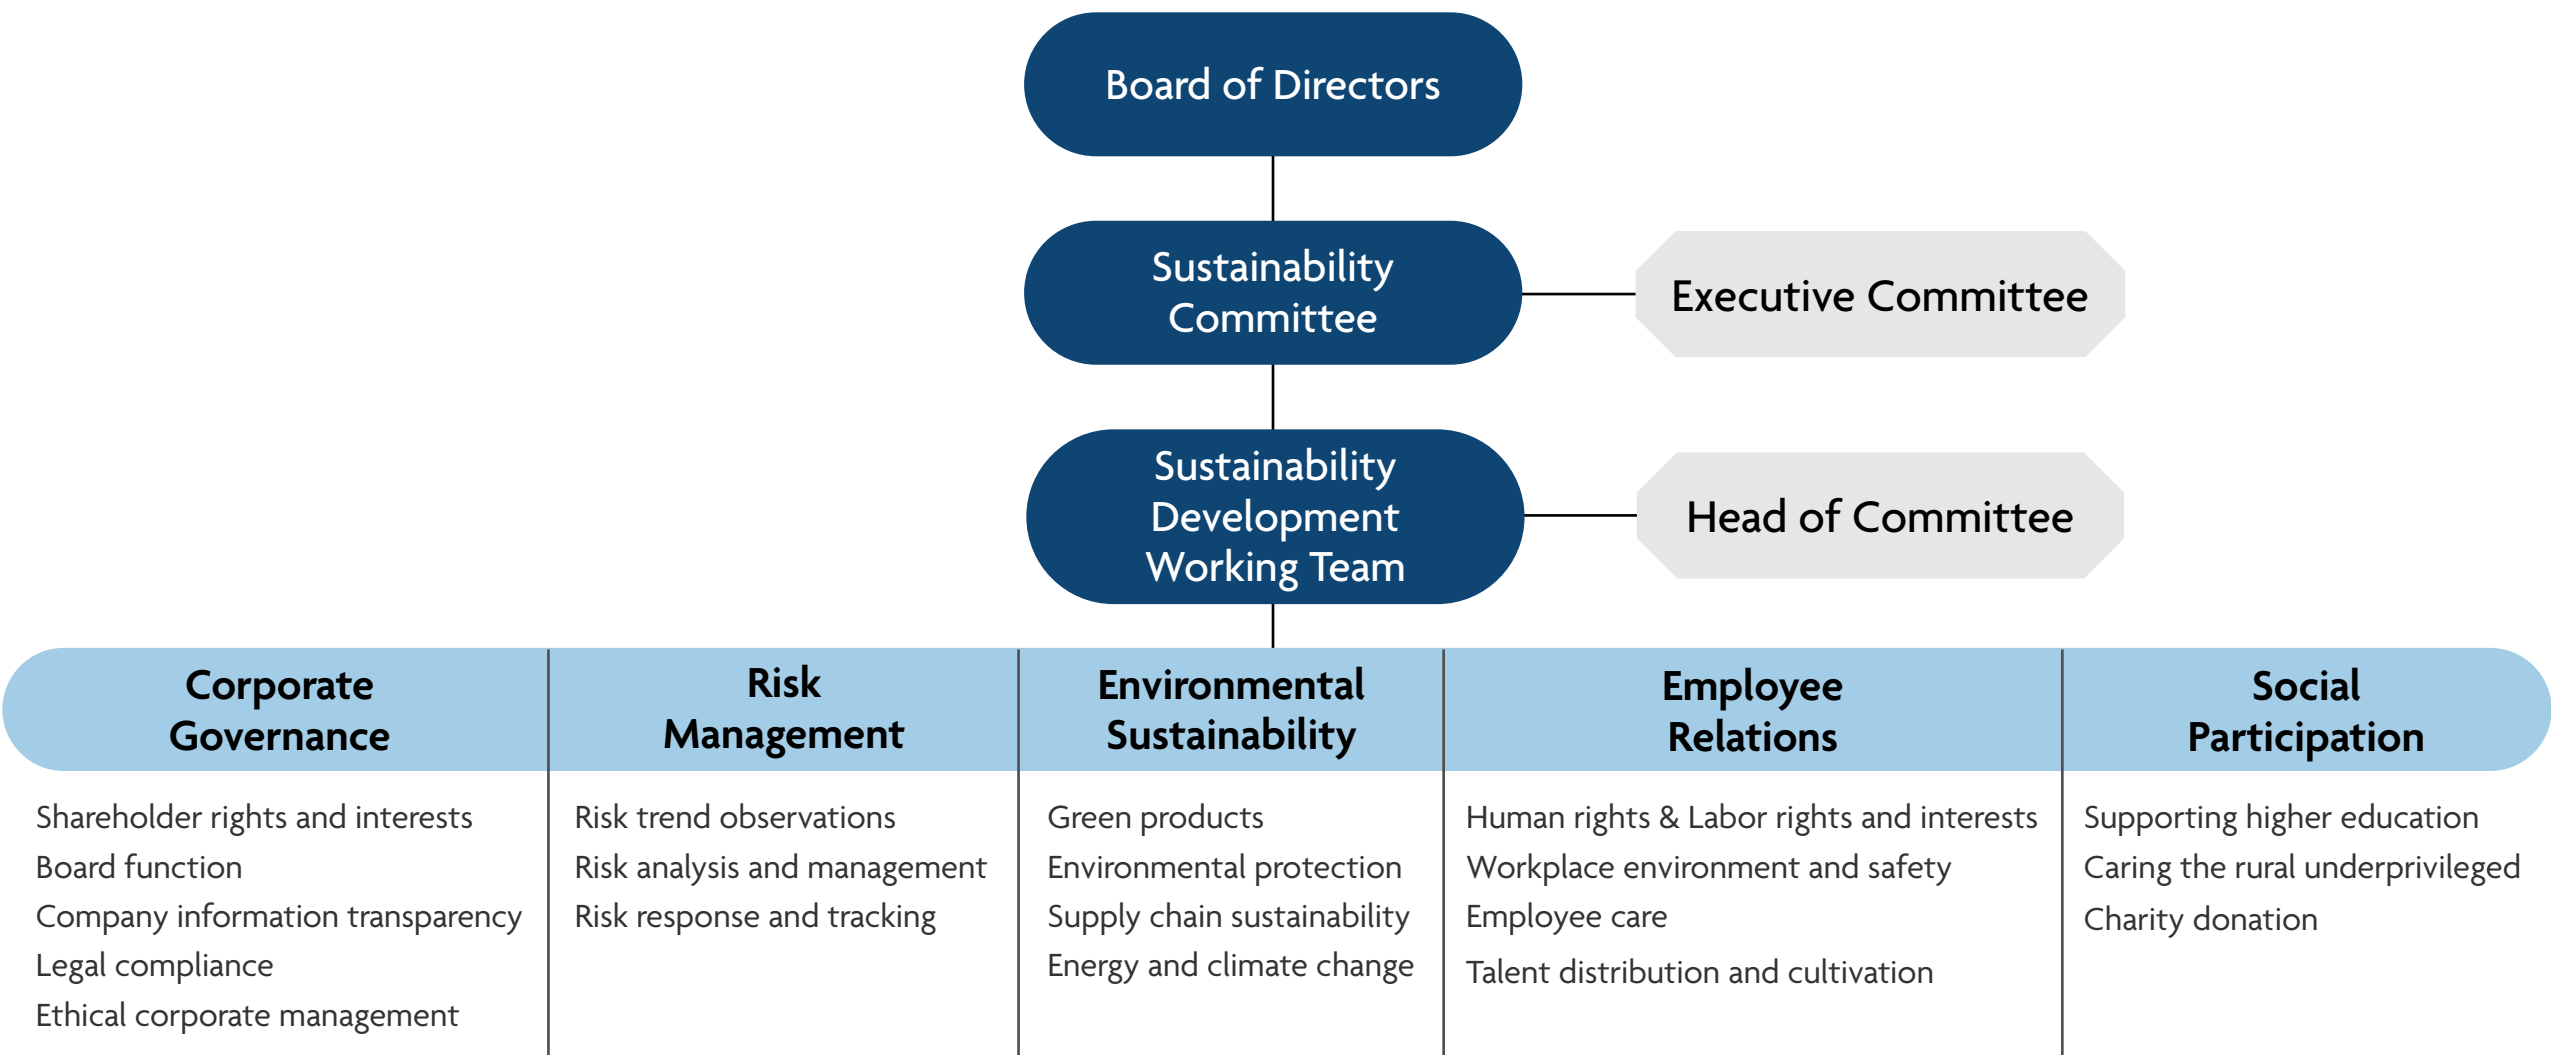 Board of Directors
Sustainability
Committee
Executive Committee
Sustainability
Development
Working Team
Head of Committee
Corporate
Governance
Shareholder rights and interests
Board function
Company information transparency
Legal compliance
Ethical corporate management
Risk
Management
Risk trend observations
Risk analysis and management
Risk response and tracking
Environmental
Sustainability
Green products
Environmental protection
Supply chain sustainability
Energy and climate change
Employee
Relations
Human rights & Labor rights and interests
Workplace environment and safety
Employee care
Talent distribution and cultivation
Social
Participation
Supporting higher education
Caring the rural underprivileged
Charity donation